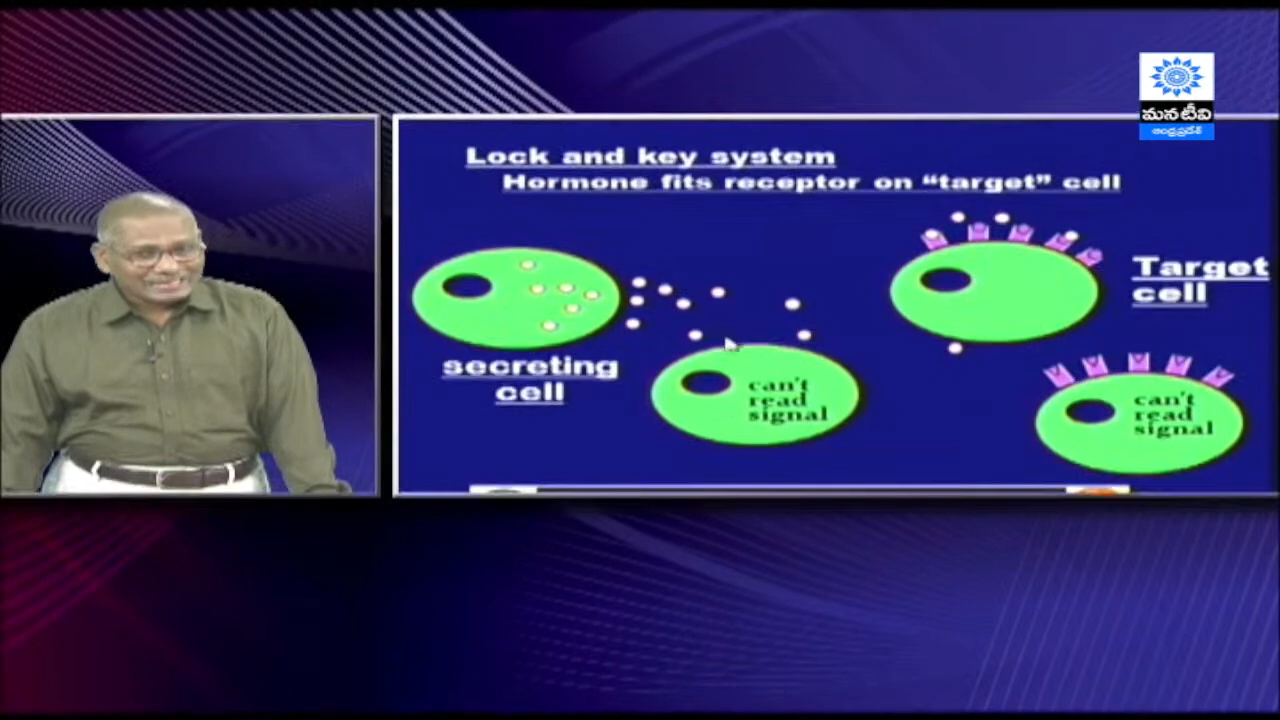 మన టీవి
ఆంధ్రప్రదేశ్
Lock and key system
Hormone fits receptor on “target” cell
Target
cell
secreting
cell
can't
read
signal
can't
read
signal